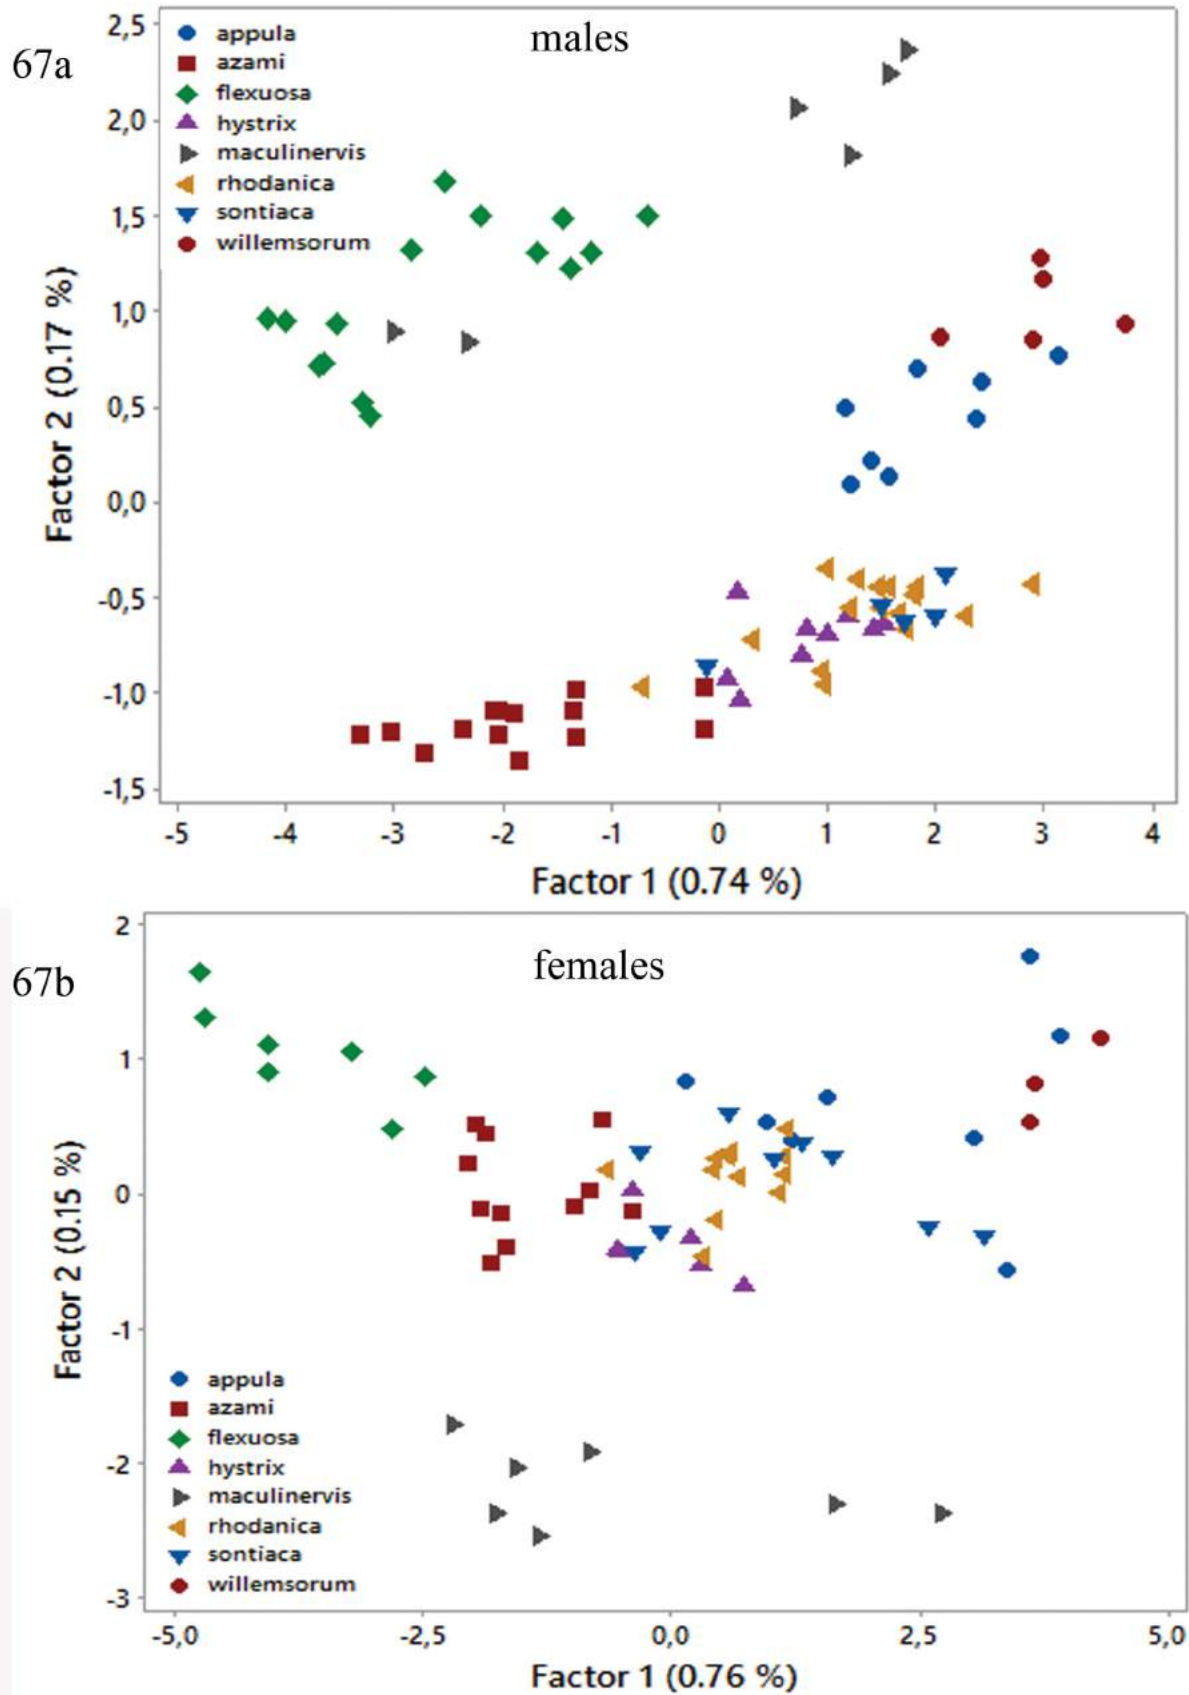 67a
males
appula
azami
flexuosa
hystrix
maculinervis
rhodanica
sontiaca
willemsorum
2,5
2,0
1,5
1,0
0,5
0,0
-0,5
-1,0
-1,5
Factor 2 (0.17 %)
-5 -4 -3 -2 -1 0 1 2 3 4
Factor 1 (0.74 %)
67b
females
2
1
0
-1
-2
-3
Factor 2 (0.15 %)
appula
azami
flexuosa
hystrix
maculinervis
rhodanica
sontiaca
willemsorum
-5,0 -2,5 0,0 2,5 5,0
Factor 1 (0.76 %)